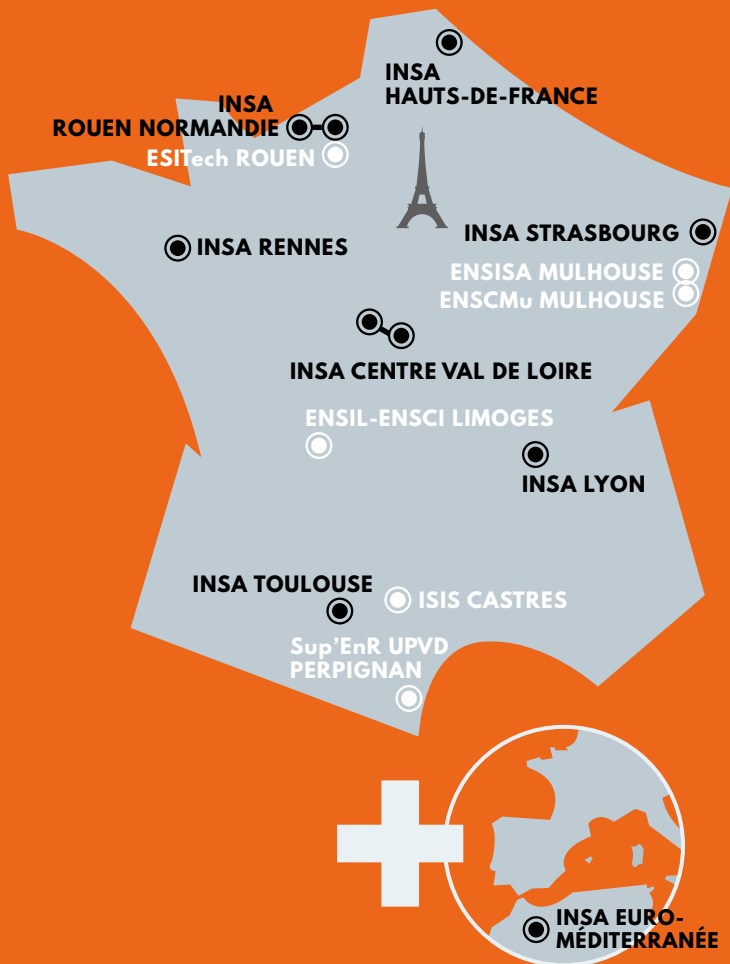 INSA
HAUTS-DE-FRANCE
INSA
ROUEN NORMANDIE
ESITech ROUEN
INSA RENNES
INSA STRASBOURG
ENSISA MULHOUSE
ENSCMu MULHOUSE
INSA CENTRE VAL DE LOIRE
ENSIL-ENSCI LIMOGES
INSA LYON
INSA TOULOUSE
ISIS CASTRES
Sup'EnR UPVD
PERPIGNAN
INSA EURO-
MÉDITERRANÉE